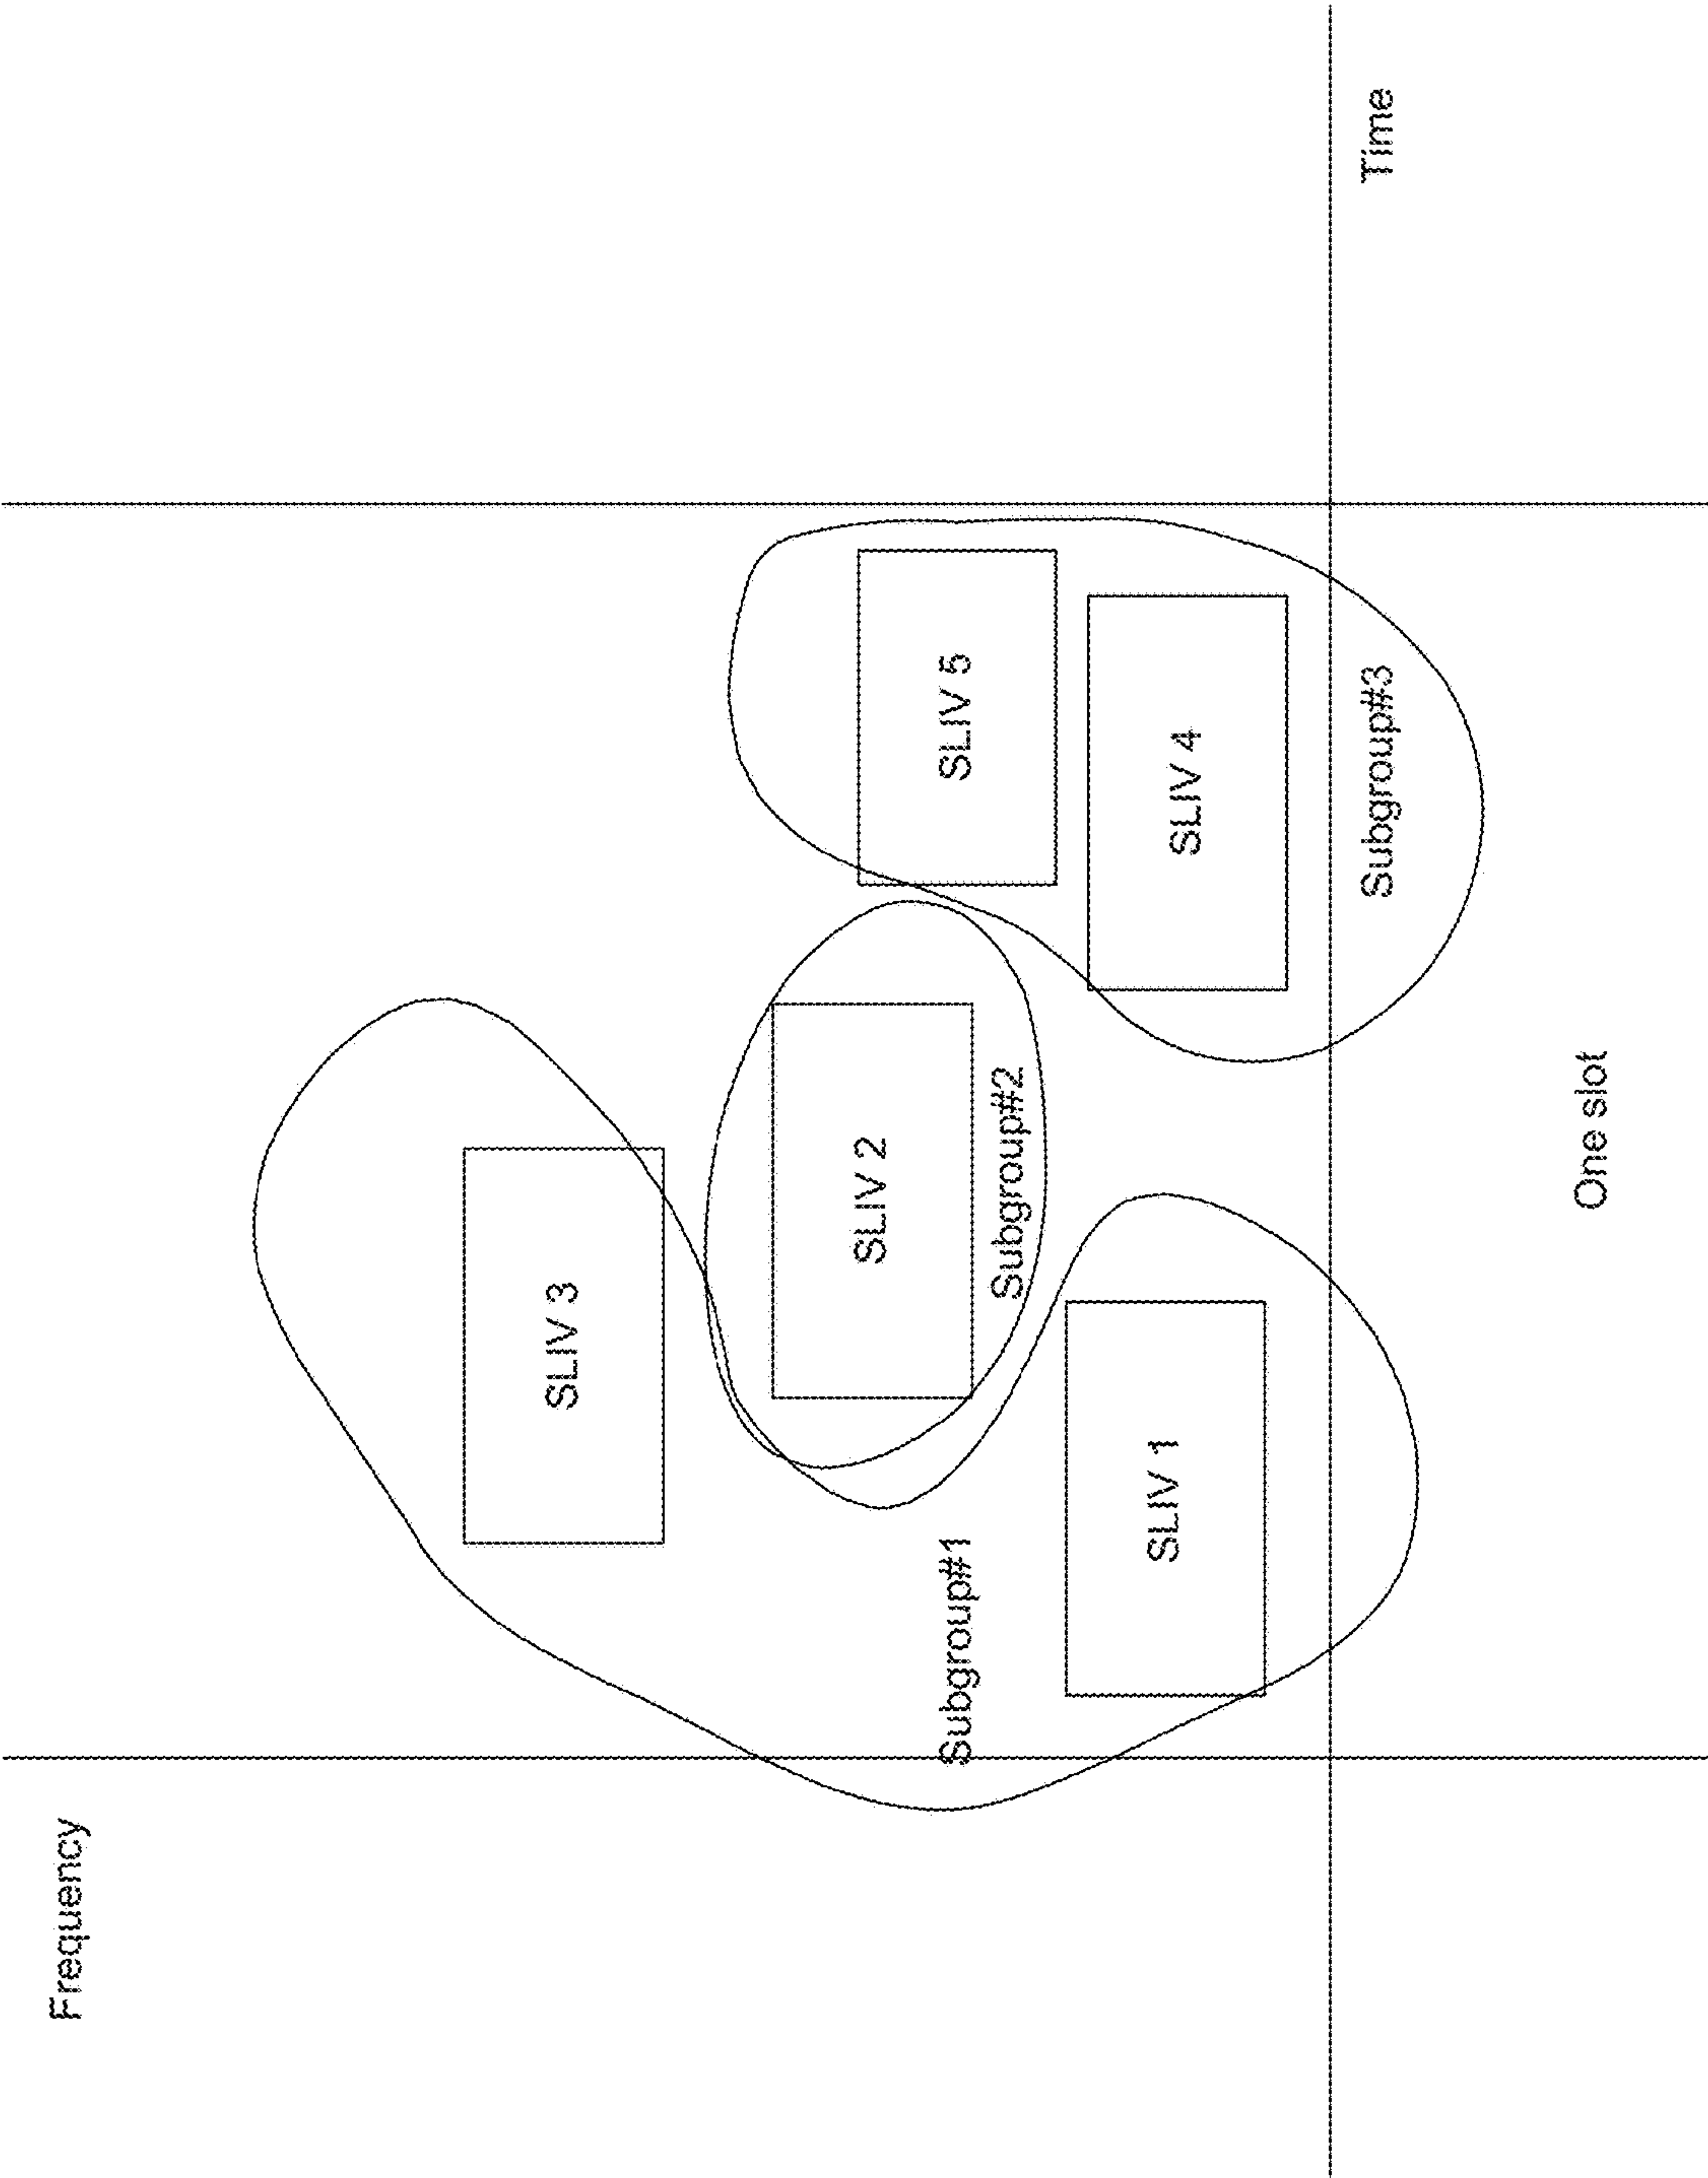 Frequency
SLIV 3
SLIV 2
Subgroup#2
SLIV 5
Subgroup#1
SLIV 1
SLIV 4
Subgroup#3
Time
One slot